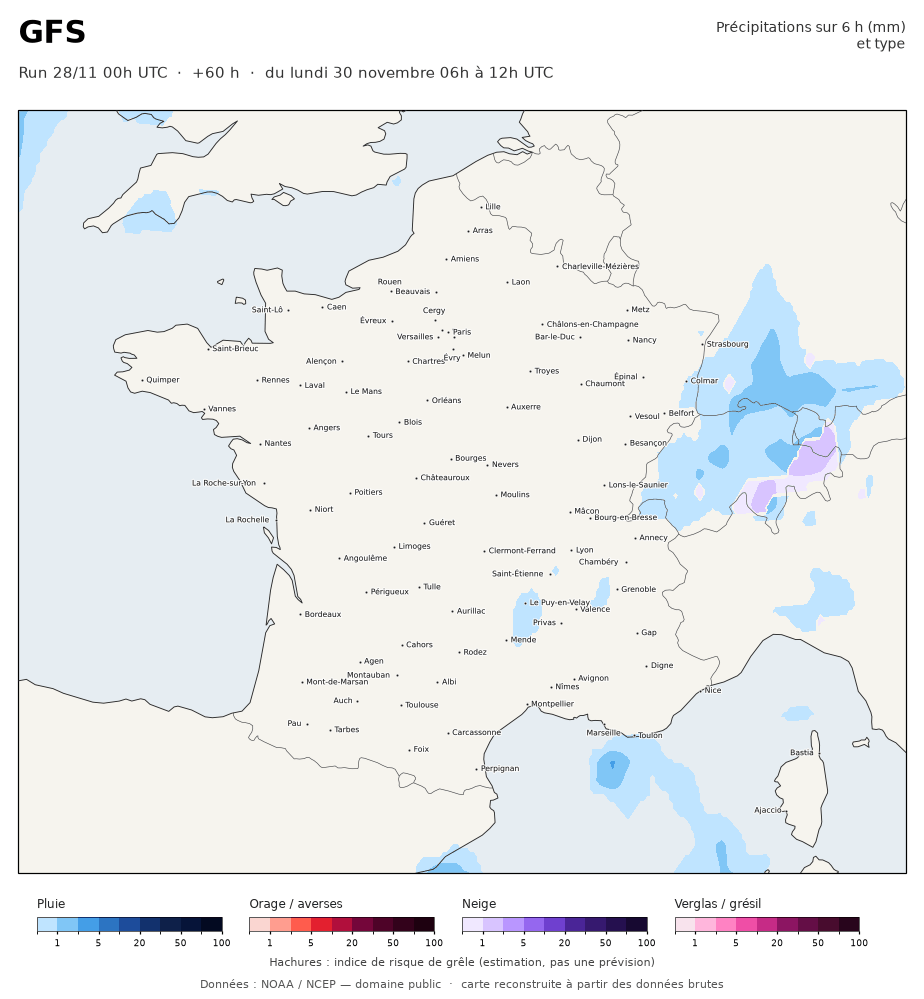 GFS
Précipitations sur 6 h (mm)
et type
Run 28/11 00h UTC · +60 h · du lundi 30 novembre 06h à 12h UTC
Lille
Arras
Amiens
Charleville-Mézières
Rouen
Laon
Beauvais
Saint-Lô
Caen
Cergy
Metz
Évreux
Châlons-en-Champagne
Paris
Versailles
Bar-le-Duc
Nancy
Strasbourg
Saint-Brieuc
Alençon
Chartres
Évry
Melun
Quimper
Rennes
Laval
Troyes
Épinal
Chaumont
Colmar
Le Mans
Orléans
Vannes
Auxerre
Vesoul
Belfort
Angers
Blois
Tours
Nantes
Dijon
Besançon
Bourges
Nevers
La Roche-sur-Yon
Châteauroux
Lons-le-Saunier
Poitiers
Moulins
Niort
Mâcon
La Rochelle
Guéret
Bourg-en-Bresse
Annecy
Limoges
Clermont-Ferrand
Lyon
Angoulême
Chambéry
Saint-Étienne
Périgueux
Tulle
Grenoble
Bordeaux
Aurillac
Le Puy-en-Velay
Valence
Privas
Gap
Cahors
Mende
Rodez
Agen
Digne
Montauban
Mont-de-Marsan
Albi
Avignon
Nîmes
Nice
Auch
Toulouse
Montpellier
Pau
Tarbes
Carcassonne
Marseille
Toulon
Foix
Bastia
Perpignan
Ajaccio
Pluie
1 5 20 50 100
Orage / averses
1 5 20 50 100
Neige
1 5 20 50 100
Verglas / grésil
1 5 20 50 100
Hachures : indice de risque de grêle (estimation, pas une prévision)
Données : NOAA / NCEP — domaine public · carte reconstruite à partir des données brutes